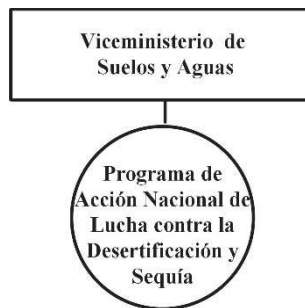 Viceministerio de
Suelos y Aguas
Programa de
Acción Nacional de
Lucha contra la
Desertificación y
Sequía